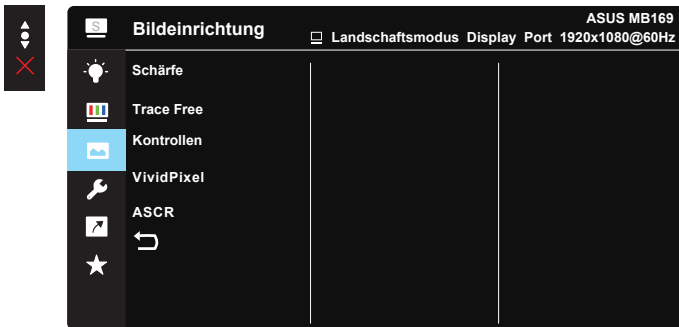 S
Bildeinrichtung
ASUS MB169
Landschaftsmodus Display Port 1920x1080@60Hz
Schärfe
Trace Free
Kontrollen
VividPixel
ASCR